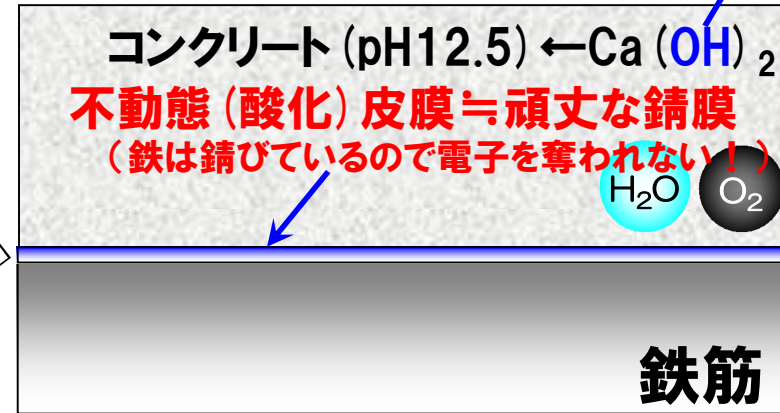 コンクリート(pH12.5)←Ca(OH)2
不動態(酸化)皮膜≒頑丈な錆膜
(鉄は錆びているので電子を奪われない!)
H2O O2
鉄筋